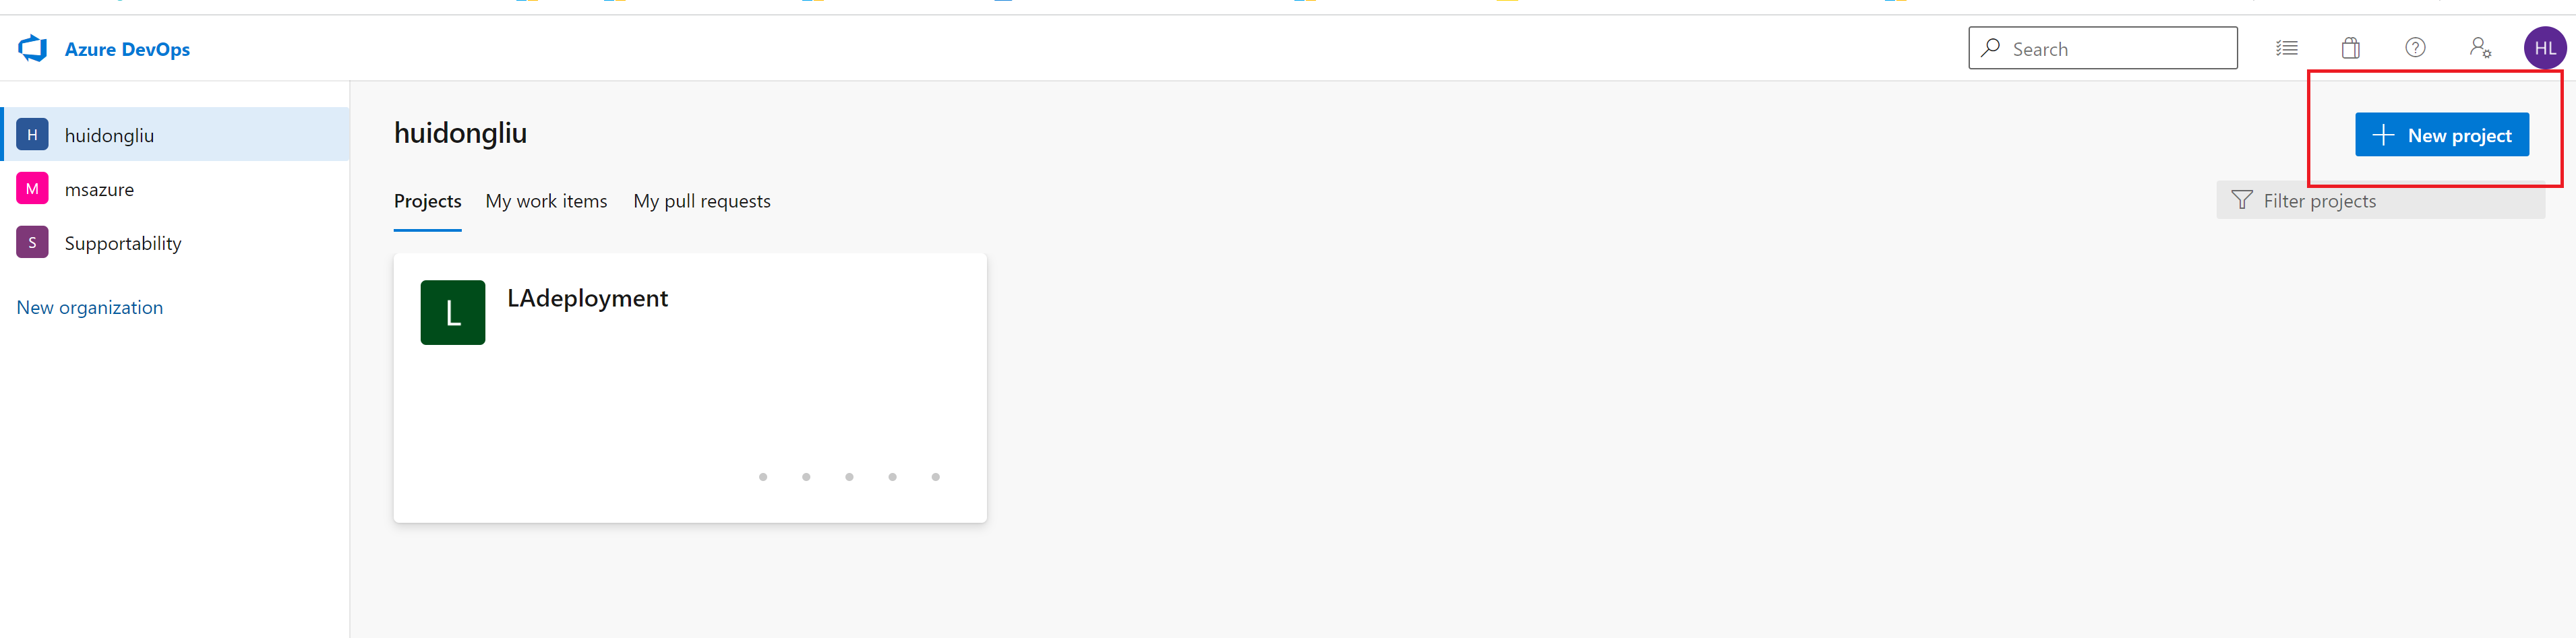 Azure DevOps
Search
HL
H huidongliu
M msazure
S Supportability
New organization
huidongliu
New project
Projects My work items My pull requests
Filter projects
L LAdeployment